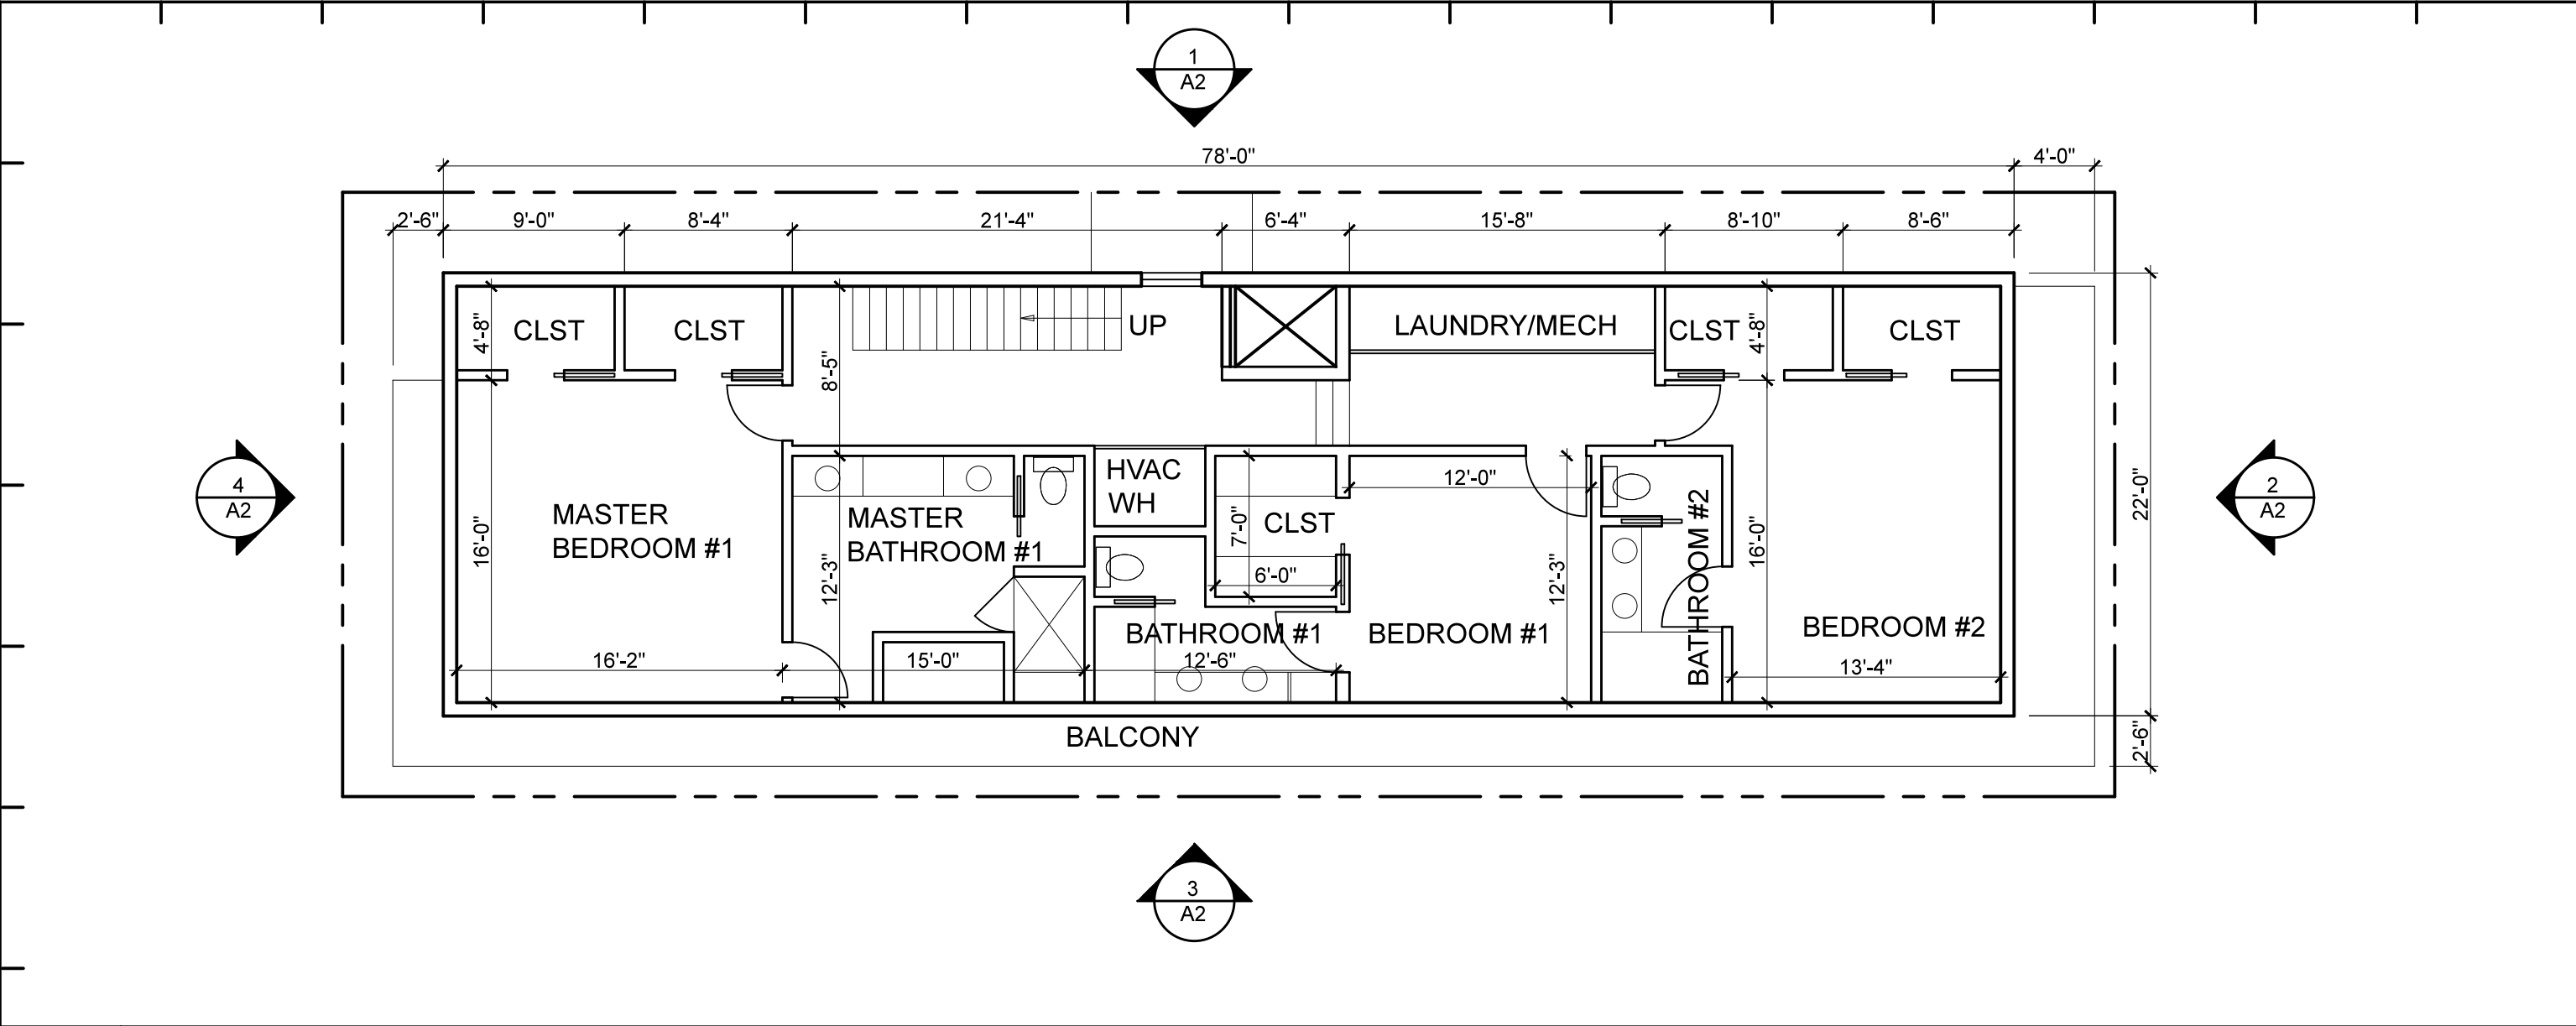 1
A2
78'-0"
4'-0"
2'-6"
9'-0"
8'-4"
21'-4"
6'-4"
15'-8"
8'-10"
8'-6"
4'-8"
CLST
CLST
8'-5"
UP
LAUNDRY/MECH
CLST
4'-8"
CLST
4
A2
2
A2
22'-0"
16'-0"
MASTER
BEDROOM #1
MASTER
BATHROOM #1
12'-3"
HVAC
WH
7'-0"
CLST
6'-0"
12'-0"
12'-3"
BATHROOM #2
16'-0"
BATHROOM #1
BEDROOM #1
BEDROOM #2
16'-2"
15'-0"
12'-6"
13'-4"
BALCONY
2'-6"
3
A2